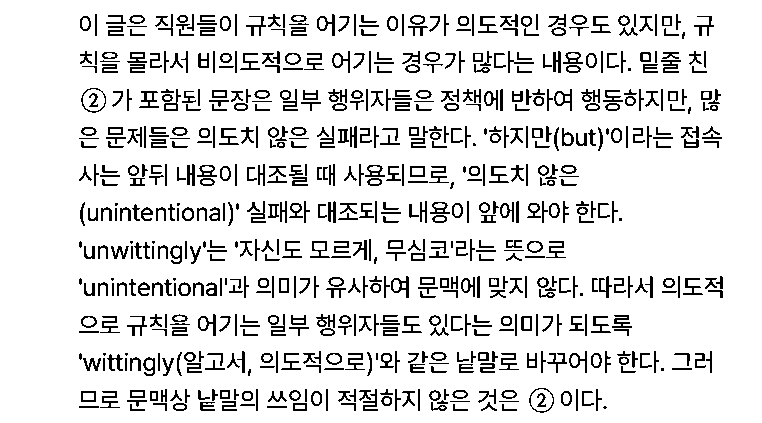 이 글은 직원들이 규칙을 어기는 이유가 의도적인 경우도 있지만, 규
칙을 몰라서 비의도적으로 어기는 경우가 많다는 내용이다. 밑줄 친
②가 포함된 문장은 일부 행위자들은 정책에 반하여 행동하지만, 많
은 문제들은 의도치 않은 실패라고 말한다. '하지만(but)'이라는 접속
사는 앞뒤 내용이 대조될 때 사용되므로, '의도치 않은
(unintentional)' 실패와 대조되는 내용이 앞에 와야 한다.
'unwittingly'는 '자신도 모르게, 무심코'라는 뜻으로
'unintentional'과 의미가 유사하여 문맥에 맞지 않다. 따라서 의도적
으로 규칙을 어기는 일부 행위자들도 있다는 의미가 되도록
'wittingly(알고서, 의도적으로)'와 같은 낱말로 바꾸어야 한다. 그러
므로 문맥상 낱말의 쓰임이 적절하지 않은 것은 ②이다.